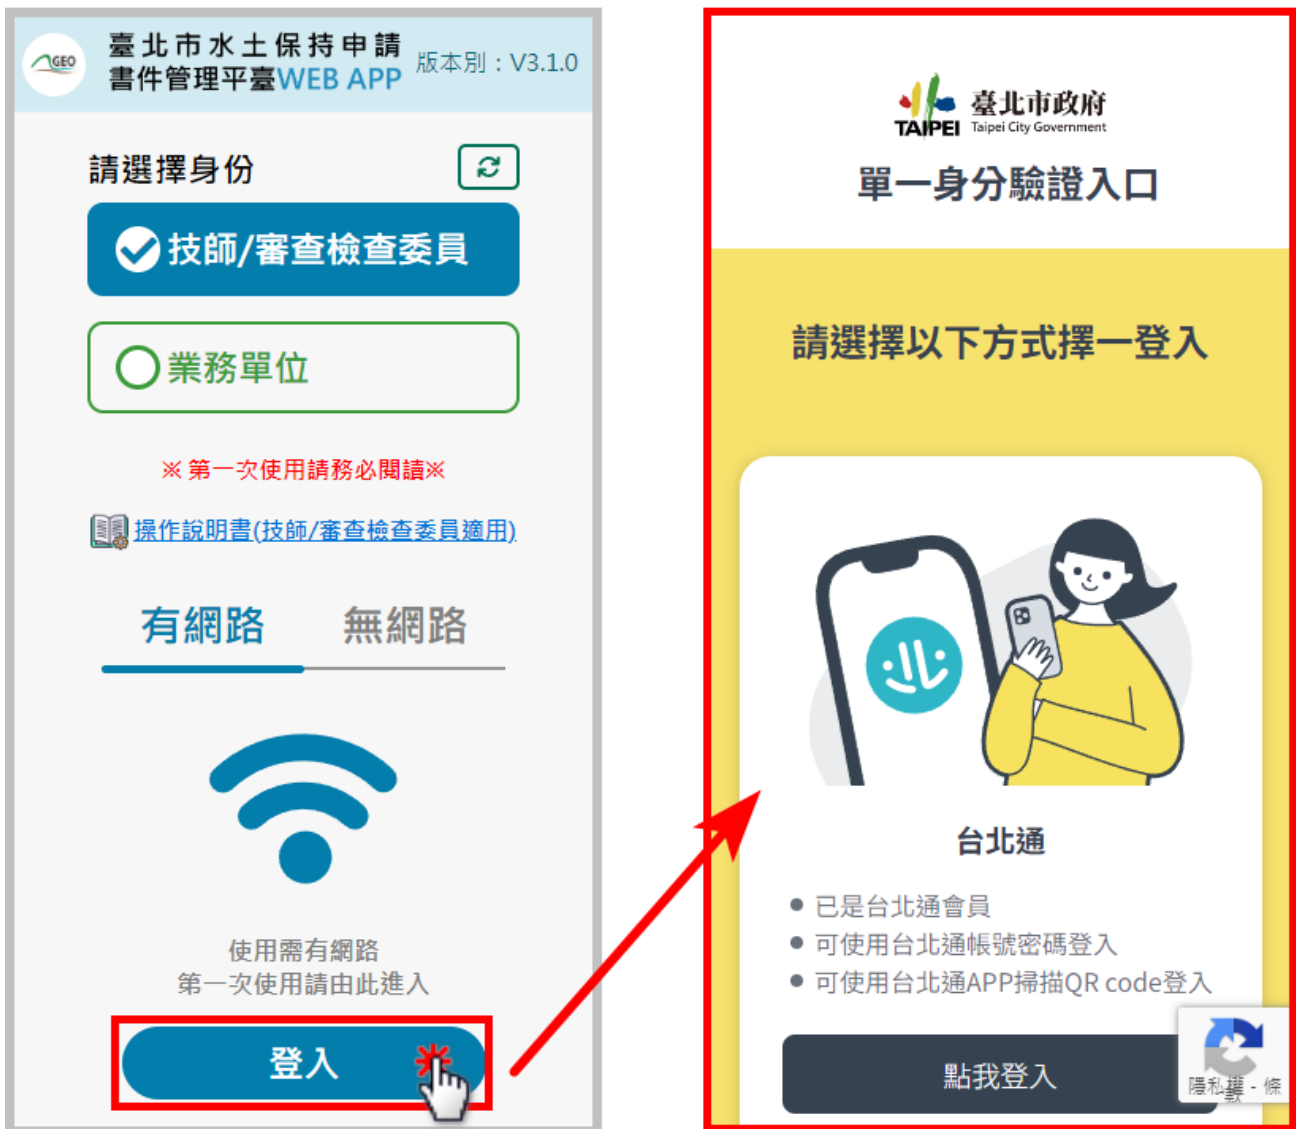 GEO
臺北市水土保持申請
書件管理平臺WEB APP
版本別：V3.1.0
請選擇身份
技師/審查檢查委員
業務單位
※ 第一次使用請務必閱讀※
操作說明書(技師/審查檢查委員適用)
有網路
無網路
使用需有網路
第一次使用請由此進入
登入
TAIPEI
臺北市政府
Taipei City Government
單一身分驗證入口
請選擇以下方式擇一登入
台北通
已是台北通會員
可使用台北通帳號密碼登入
可使用台北通APP掃描QR code登入
點我登入
隱私權 - 條
款